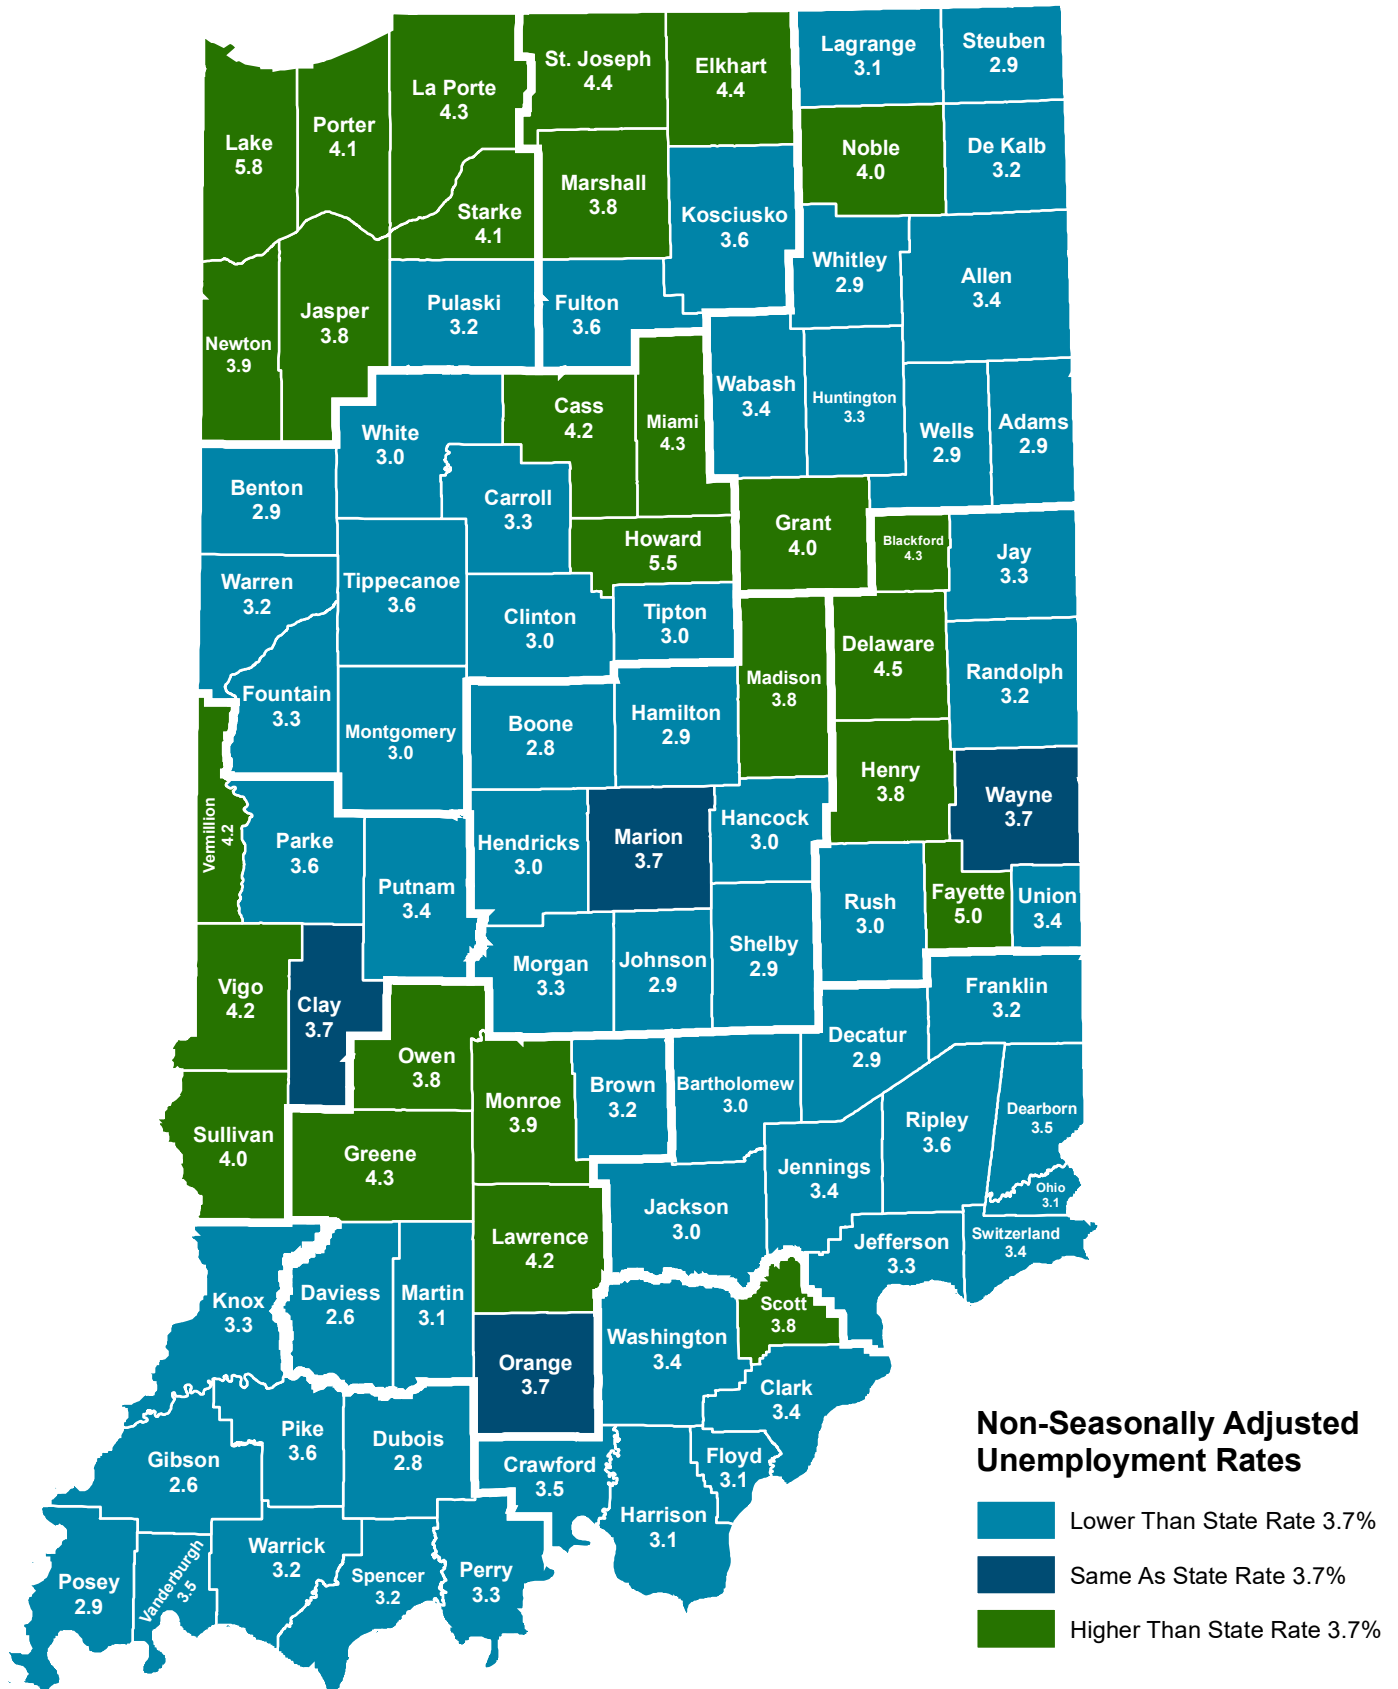 Lagrange
3.1
Steuben
2.9
St. Joseph
4.4
Elkhart
4.4
La Porte
4.3
Porter
4.1
Lake
5.8
Noble
4.0
De Kalb
3.2
Marshall
3.8
Starke
4.1
Kosciusko
3.6
Whitley
2.9
Allen
3.4
Pulaski
3.2
Fulton
3.6
Jasper
3.8
Newton
3.9
Wabash
3.4
Huntington
3.3
Wells
2.9
Adams
2.9
Cass
4.2
Miami
4.3
White
3.0
Benton
2.9
Carroll
3.3
Grant
4.0
Howard
5.5
Blackford
4.3
Jay
3.3
Warren
3.2
Tippecanoe
3.6
Clinton
3.0
Tipton
3.0
Delaware
4.5
Randolph
3.2
Madison
3.8
Fountain
3.3
Montgomery
3.0
Boone
2.8
Hamilton
2.9
Henry
3.8
Wayne
3.7
Vermillion
4.2
Parke
3.6
Hendricks
3.0
Marion
3.7
Hancock
3.0
Putnam
3.4
Rush
3.0
Fayette
5.0
Union
3.4
Shelby
2.9
Morgan
3.3
Johnson
2.9
Vigo
4.2
Clay
3.7
Franklin
3.2
Decatur
2.9
Owen
3.8
Monroe
3.9
Brown
3.2
Bartholomew
3.0
Ripley
3.6
Dearborn
3.5
Sullivan
4.0
Greene
4.3
Jennings
3.4
Ohio
3.1
Jackson
3.0
Lawrence
4.2
Jefferson
3.3
Switzerland
3.4
Knox
3.3
Daviess
2.6
Martin
3.1
Scott
3.8
Washington
3.4
Orange
3.7
Clark
3.4
Pike
3.6
Dubois
2.8
Gibson
2.6
Crawford
3.5
Floyd
3.1
Harrison
3.1
Warrick
3.2
Posey
2.9
Vanderburgh
3.5
Spencer
3.2
Perry
3.3
Non-Seasonally Adjusted
Unemployment Rates
Lower Than State Rate 3.7%
Same As State Rate 3.7%
Higher Than State Rate 3.7%